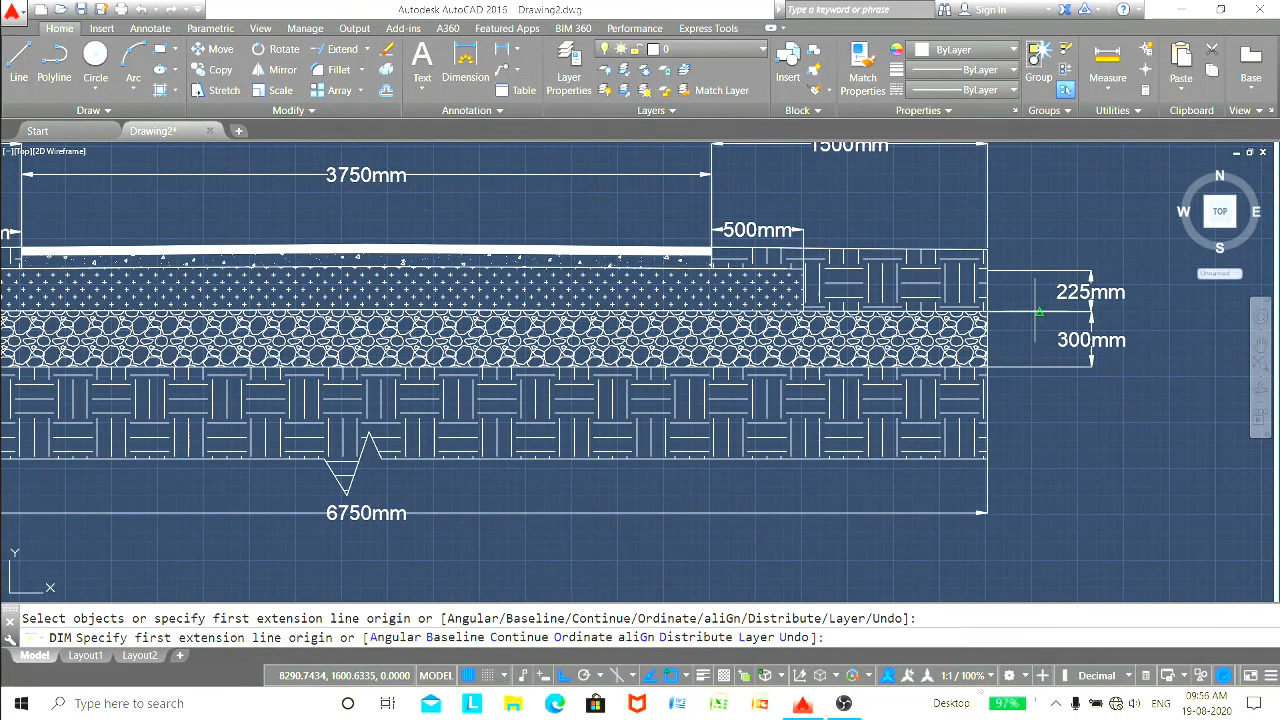 Autodesk AutoCAD 2016   Drawing2.dwg
Type a keyword or phrase
Sign In
Home Insert Annotate Parametric View Manage Output Add-ins A360 Featured Apps BIM 360 Performance Express Tools
Line Polyline Circle Arc
Move Rotate Extend
Copy Mirror Fillet
Stretch Scale Array
Text Dimension Table
Layer Properties
0
Match Layer
Insert
Match Properties
ByLayer
ByLayer
ByLayer
Group
Measure
Paste
Base
Draw Modify Annotation Layers Block Properties Groups Utilities Clipboard View
Start Drawing2*
[−][Top][2D Wireframe]
1500mm
3750mm
500mm
225mm
300mm
6750mm
N
W TOP E
S
Unnamed
Y
X
Select objects or specify first extension line origin or [Angular/Baseline/Continue/Ordinate/aliGn/Distribute/Layer/Undo]:
DIM Specify first extension line origin or [Angular Baseline Continue Ordinate aliGn Distribute Layer Undo]:
Model Layout1 Layout2
8290.7434, 1600.6335, 0.0000 MODEL
1:1 / 100%
Decimal
Type here to search
Desktop
97%
ENG
09:56 AM
19-08-2020